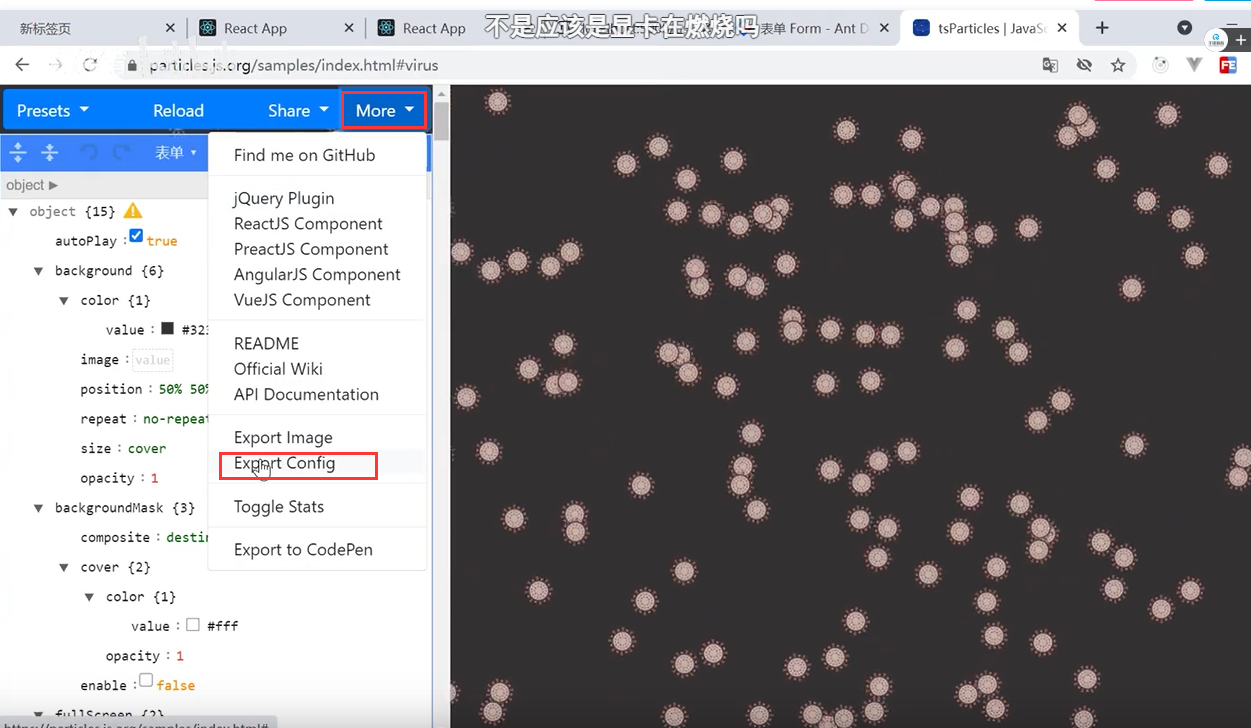 不是应该是显卡在燃烧吗
新标签页
React App
React App
表单 Form - Ant D
tsParticles | JavaSc
particles.js.org/samples/index.html#virus
Presets
Reload
Share
More
表单
Find me on GitHub
jQuery Plugin
ReactJS Component
PreactJS Component
AngularJS Component
VueJS Component
README
Official Wiki
API Documentation
Export Image
Export Config
Toggle Stats
Export to CodePen
object ►
object {15}
autoPlay : true
background {6}
color {1}
value : #323
image : value
position : 50% 50%
repeat : no-repeat
size : cover
opacity : 1
backgroundMask {3}
composite : destin
cover {2}
color {1}
value : #fff
opacity : 1
enable : false
fullScreen {2}
https://particles.js.org/samples/index.html#